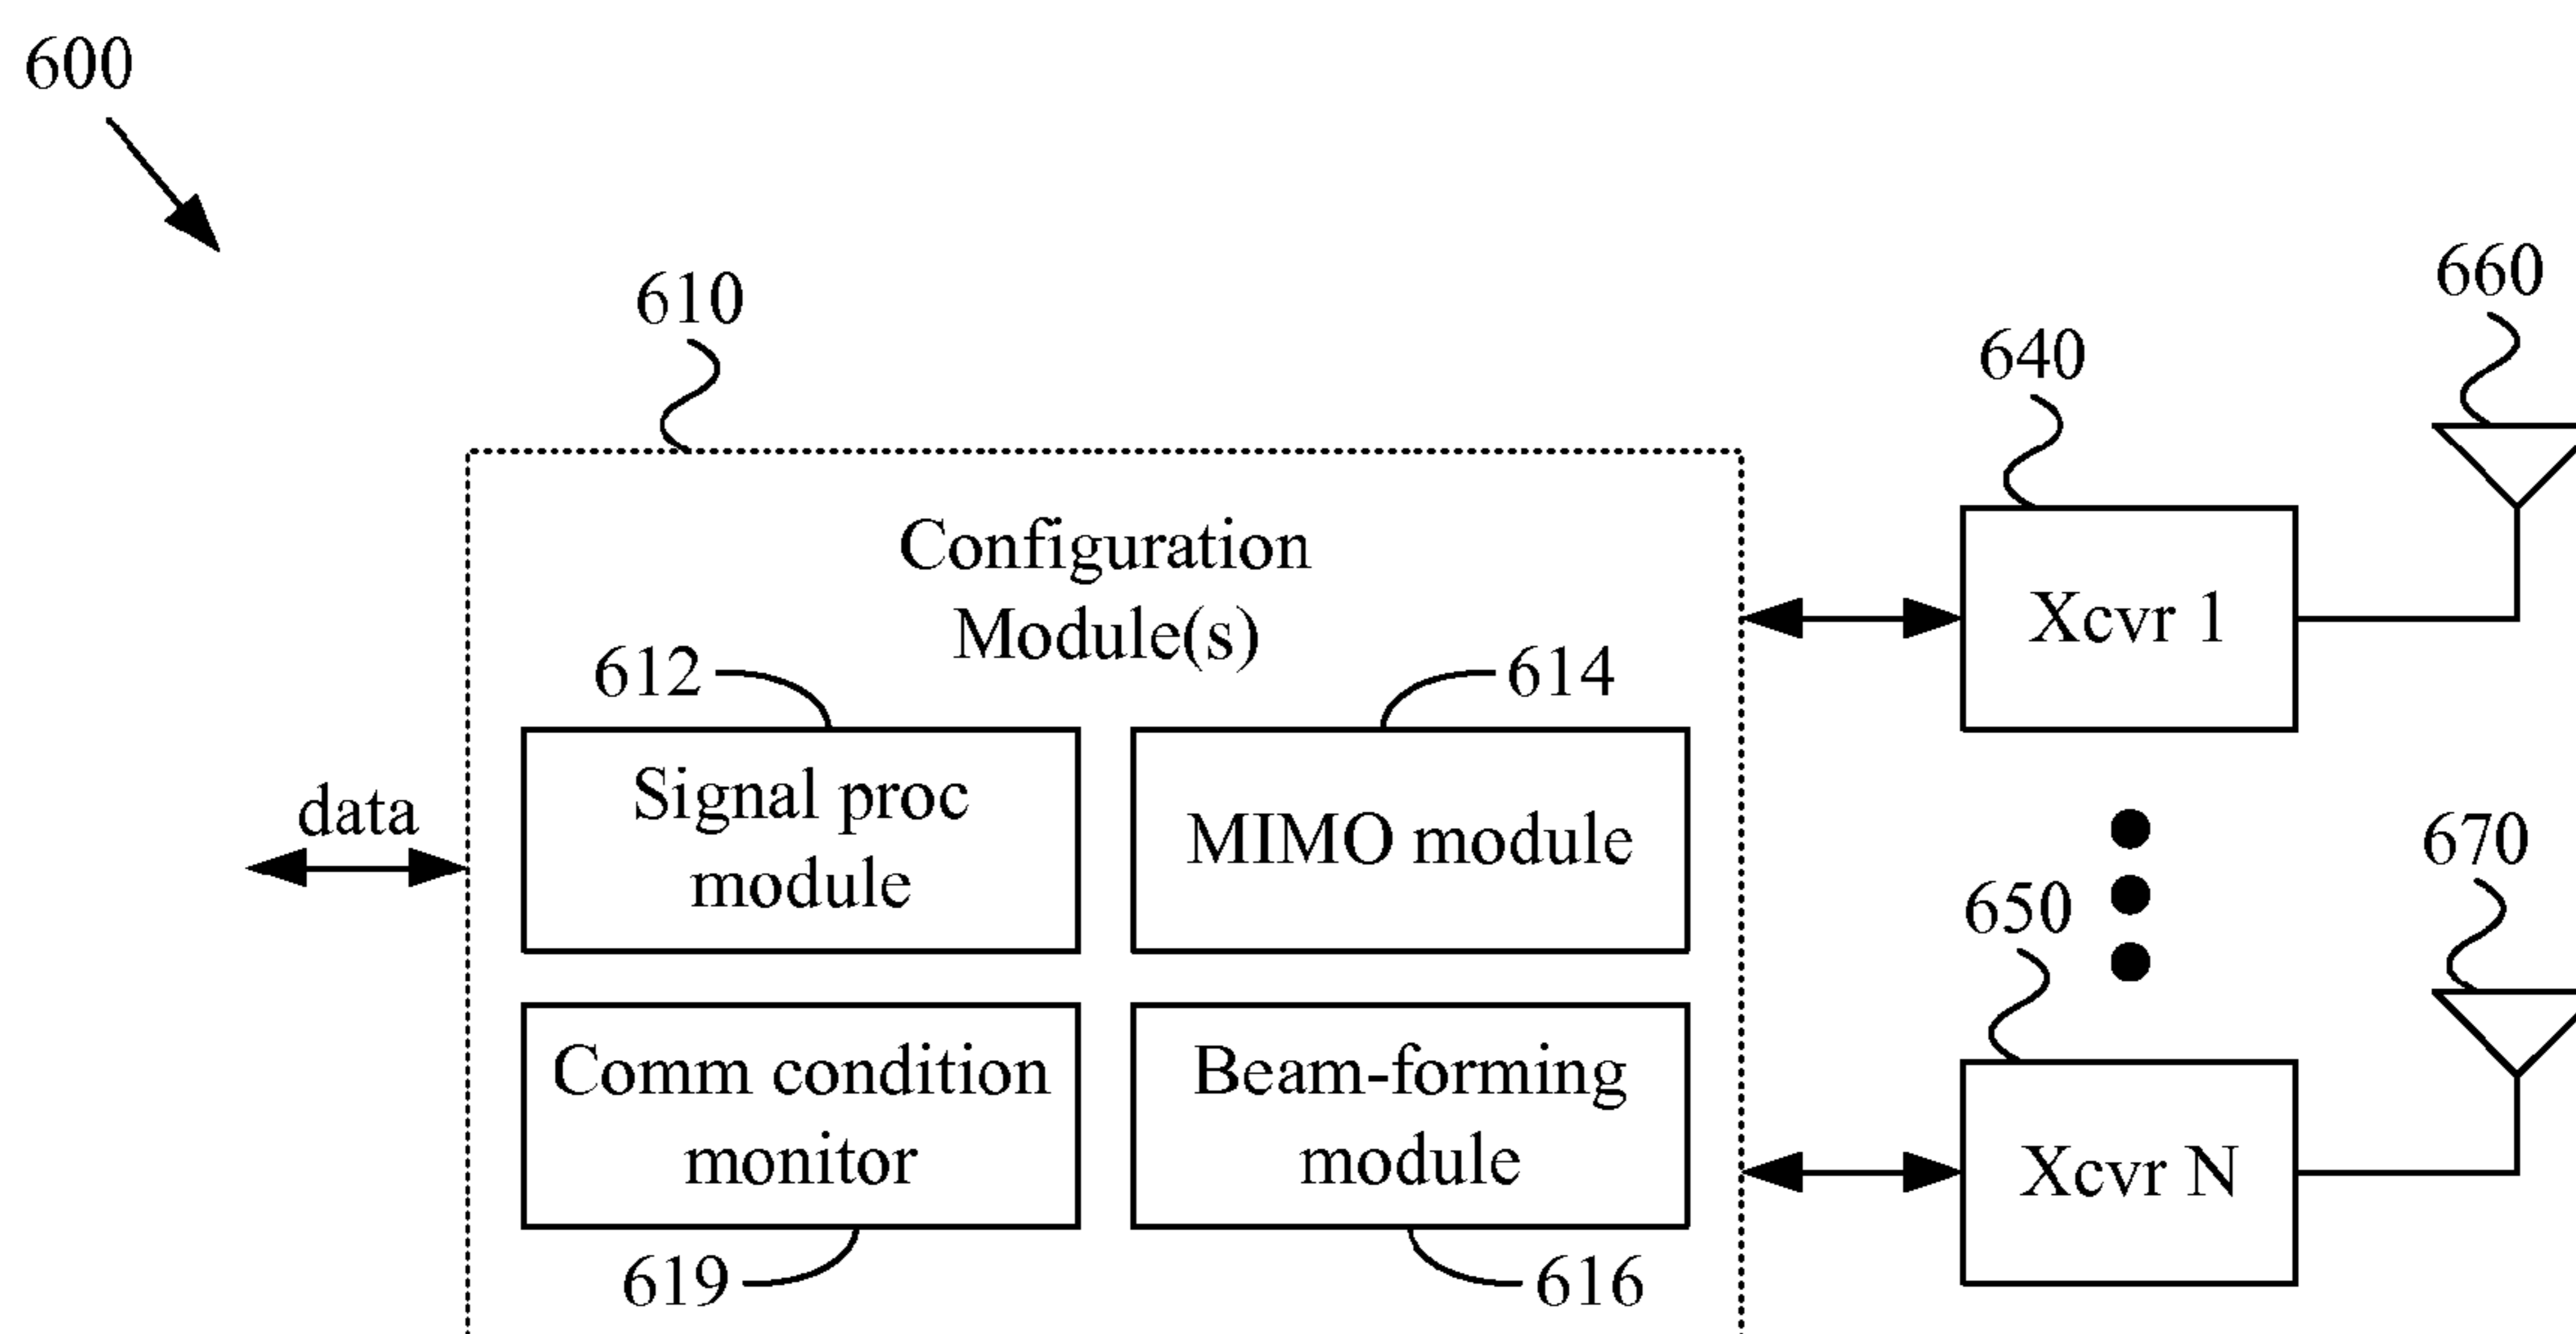 600
610
660
640
Configuration
Module(s)
Xcvr 1
612
614
Signal proc
module
MIMO module
data
670
650
Comm condition
monitor
Beam-forming
module
Xcvr N
619
616